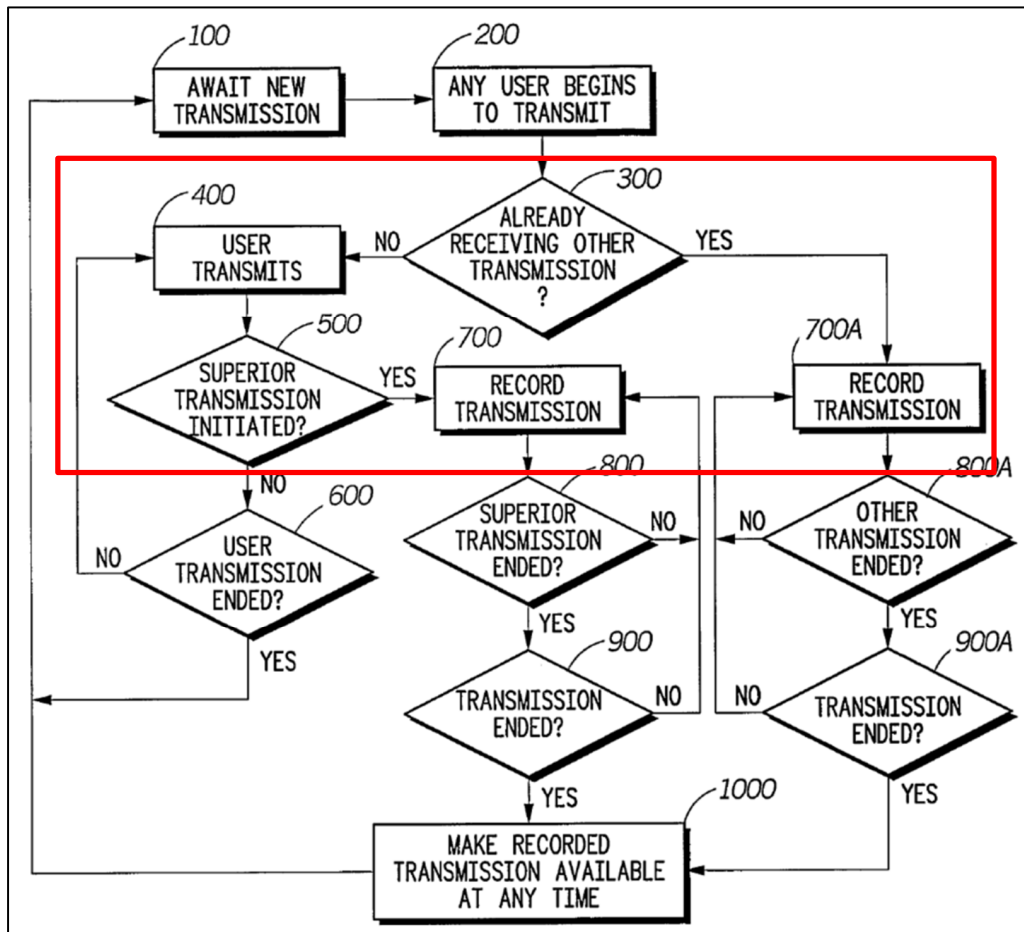 100
AWAIT NEW
TRANSMISSION
200
ANY USER BEGINS
TO TRANSMIT
300
ALREADY
RECEIVING OTHER
TRANSMISSION
?
NO
YES
400
USER
TRANSMITS
500
SUPERIOR
TRANSMISSION
INITIATED?
YES
NO
700
RECORD
TRANSMISSION
700A
RECORD
TRANSMISSION
600
USER
TRANSMISSION
ENDED?
NO
YES
800
SUPERIOR
TRANSMISSION
ENDED?
NO
YES
800A
OTHER
TRANSMISSION
ENDED?
NO
YES
900
TRANSMISSION
ENDED?
NO
YES
900A
TRANSMISSION
ENDED?
NO
YES
1000
MAKE RECORDED
TRANSMISSION AVAILABLE
AT ANY TIME